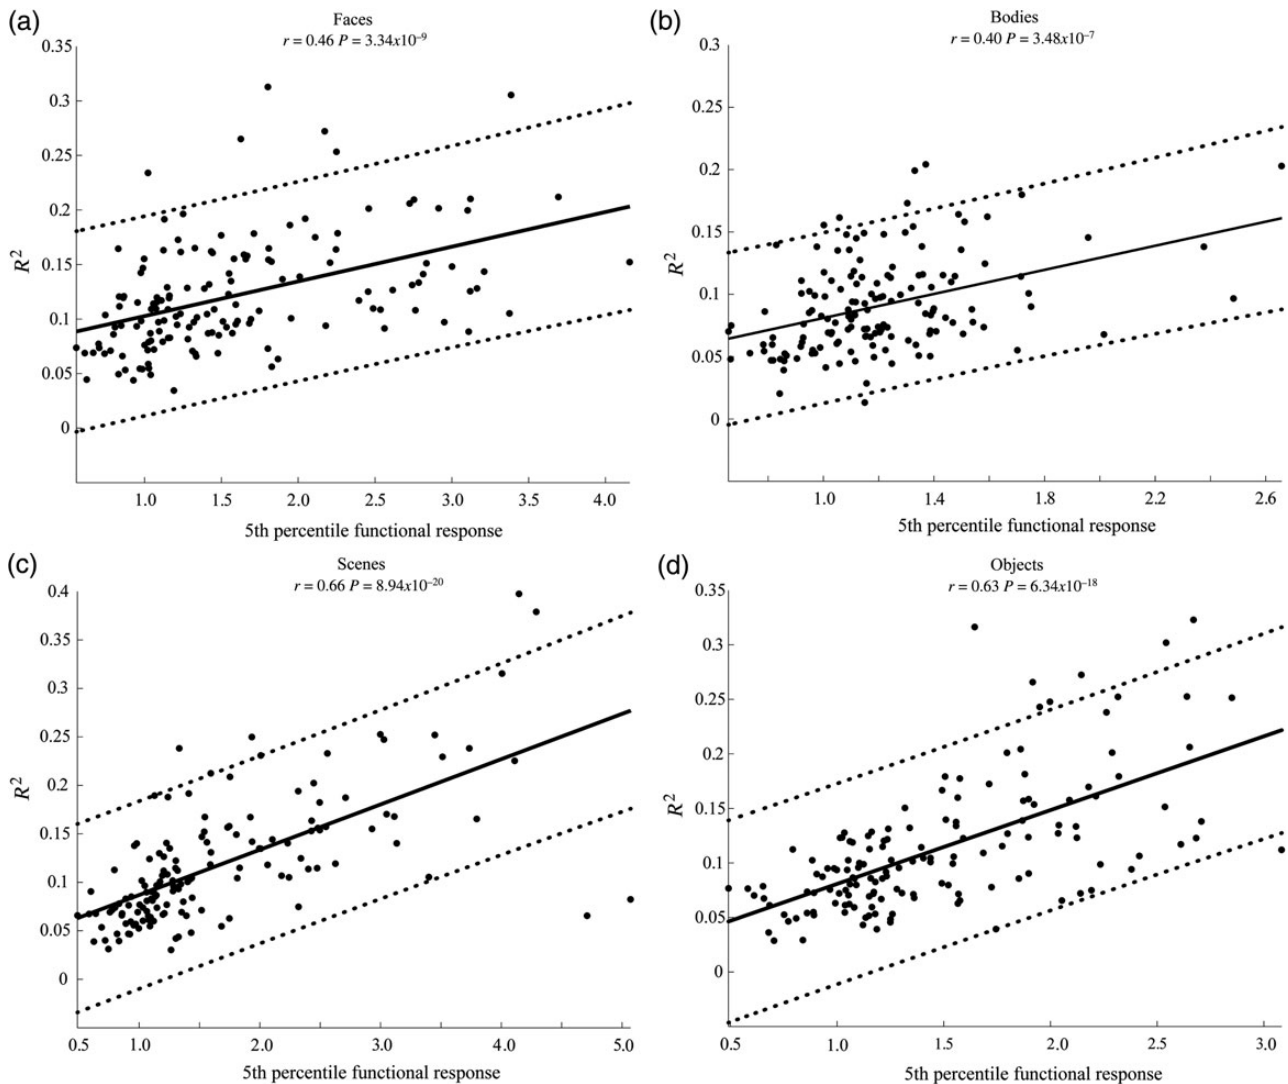 (a)
Faces
r = 0.46 P = 3.34x10⁻⁹
0.35
0.3
0.25
0.2
0.15
0.1
0.05
0
R²
1.0 2.0 3.0 4.0
5th percentile functional response
(b)
Bodies
r = 0.40 P = 3.48x10⁻⁷
0.3
0.25
0.2
0.15
0.1
0.05
0
R²
1.0 1.4 1.8 2.2 2.6
5th percentile functional response
(c)
Scenes
r = 0.66 P = 8.94x10⁻²⁰
0.4
0.35
0.3
0.25
0.2
0.15
0.1
0.05
0
R²
0.5 1.0 2.0 3.0 4.0 5.0
5th percentile functional response
(d)
Objects
r = 0.63 P = 6.34x10⁻¹⁸
0.35
0.3
0.25
0.2
0.15
0.1
0.05
0
R²
0.5 1.0 1.5 2.0 2.5 3.0
5th percentile functional response